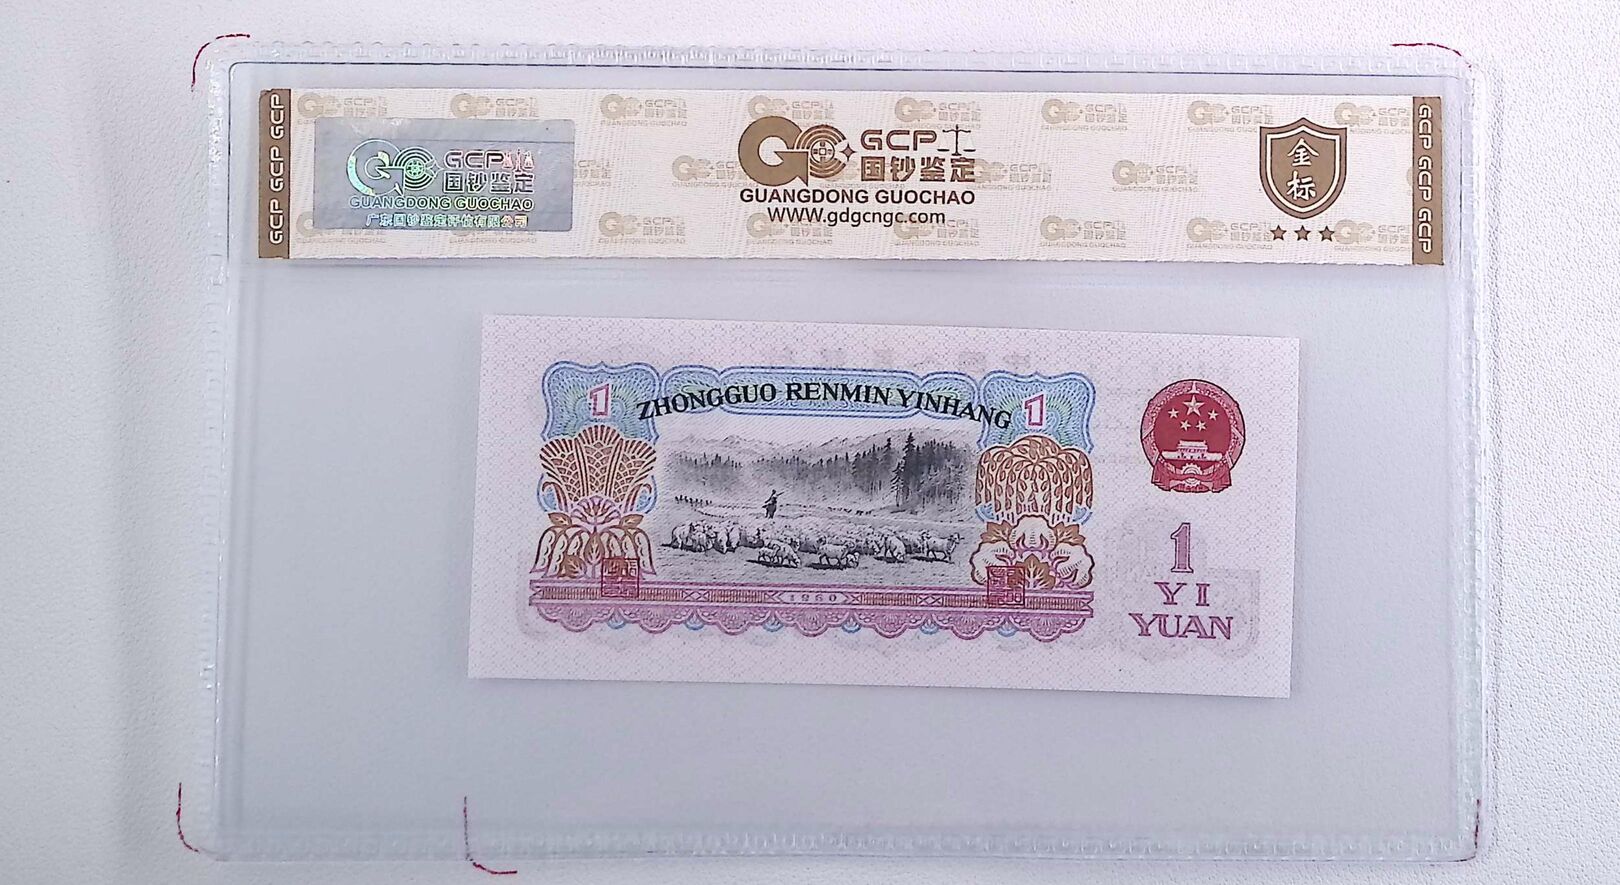 GCP GCP GCP
GCP
国钞鉴定
GUANGDONG GUOCHAO
广东国钞鉴定评估有限公司
GCP
国钞鉴定
GUANGDONG GUOCHAO
WWW.gdgcngc.com
金标
GCP GCP GCP
1
ZHONGGUO RENMIN YINHANG
1
1960
1
YI
YUAN